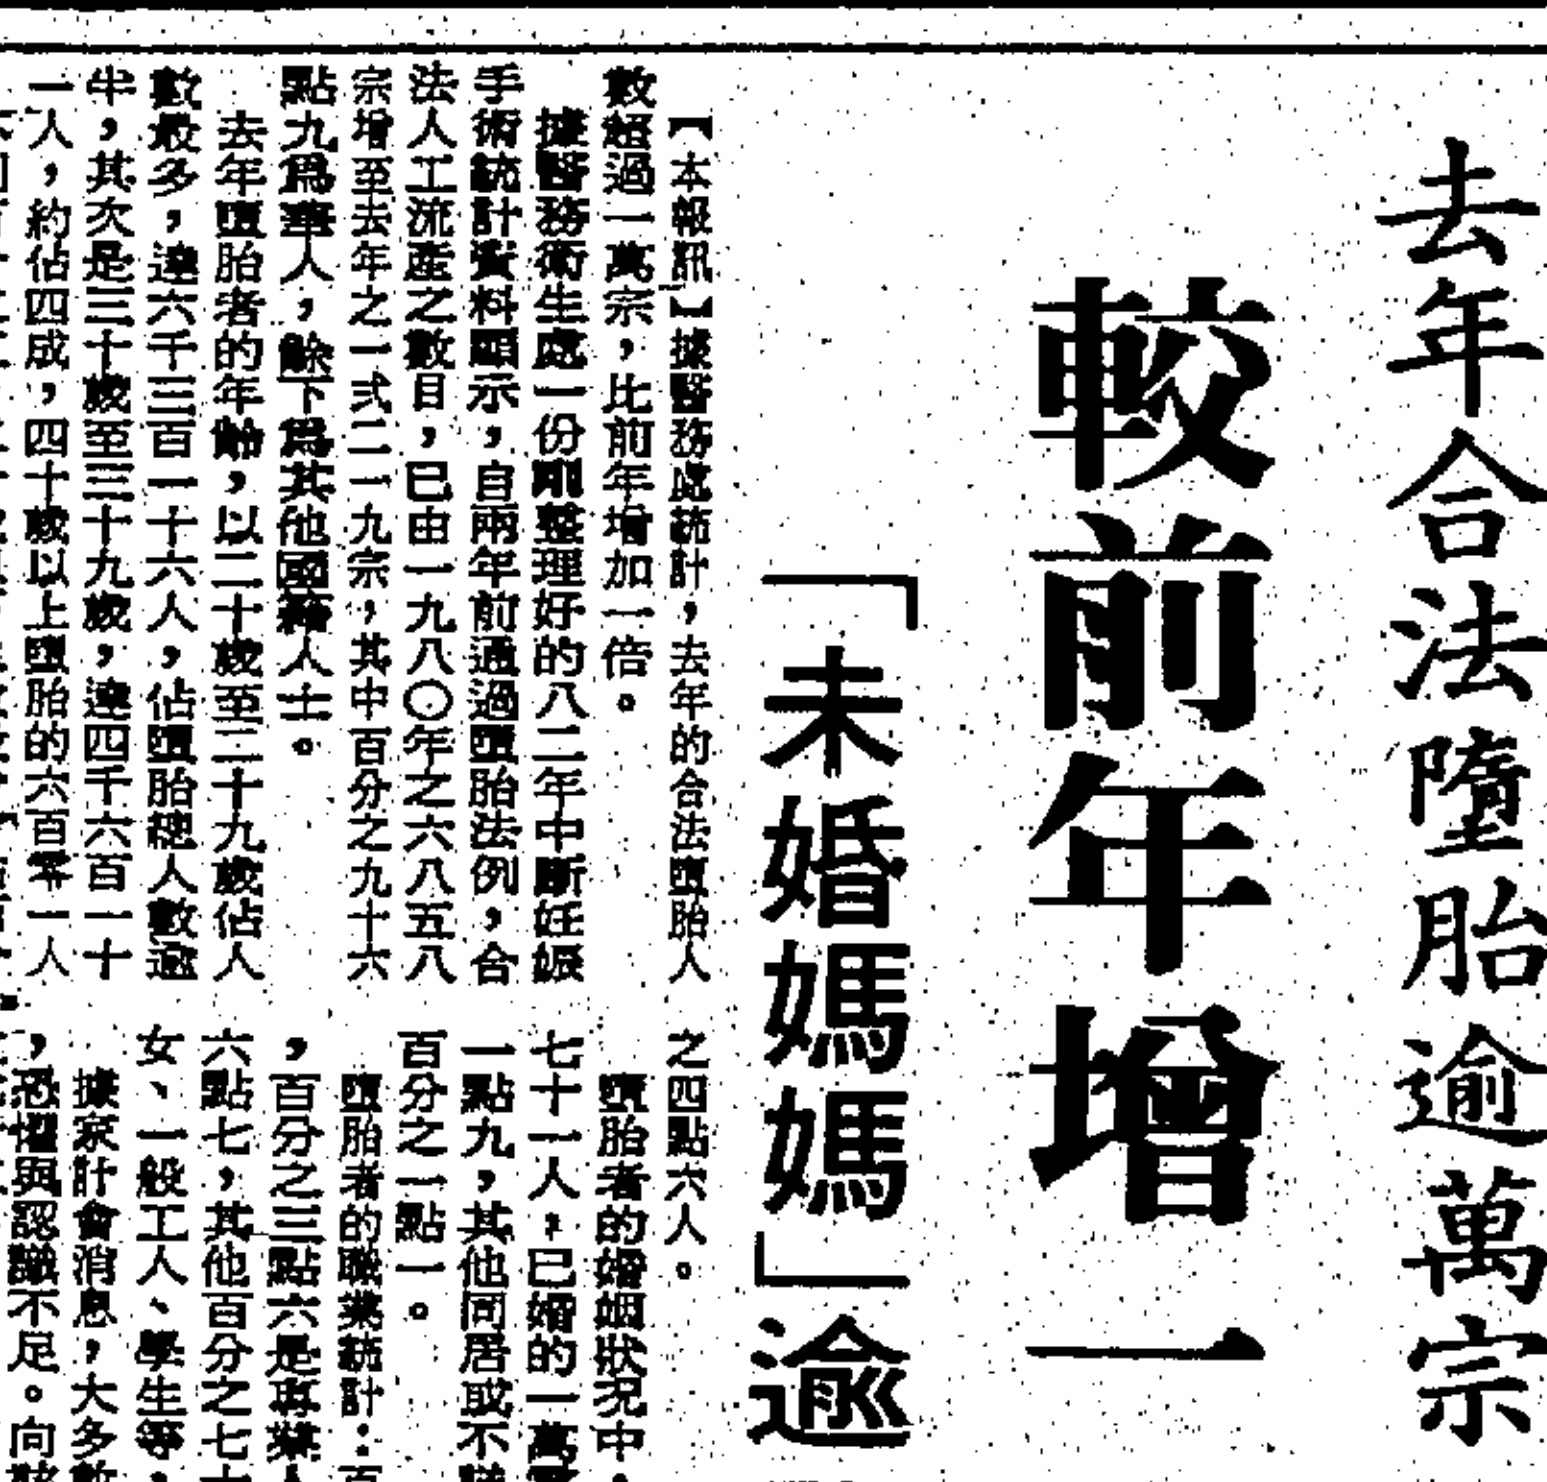 去年合法墮胎逾萬宗
較前年增一
「未婚媽媽」逾
【本報訊】據醫務處統計，去年的合法墮胎人
數超過一萬宗，比前年增加一倍。
據醫務衛生處一份剛整理好的八二年中斷妊娠
手術統計資料顯示，自兩年前通過墮胎法例，合
法人工流產之數目，已由一九八〇年之六八五八
宗增至去年之一弍二一九宗，其中百分之九十六
點九爲華人，餘下爲其他國籍人士。
去年墮胎者的年齡，以二十歲至二十九歲佔人
數最多，達六千三百一十六人，佔墮胎總人數逾
半，其次是三十歲至三十九歲，達四千六百一十
一人，約佔四成，四十歲以上墮胎的六百零一人
之四點六人。
墮胎者的婚姻狀況中，
七十一人，已婚的一萬
一點九，其他同居或不
百分之一點一。
墮胎者的職業統計：百
，百分之三點六是專業人
六點七，其他百分之七十
女、一般工人、學生等，
據家計會消息，大多數
，恐懼與認識不足。向